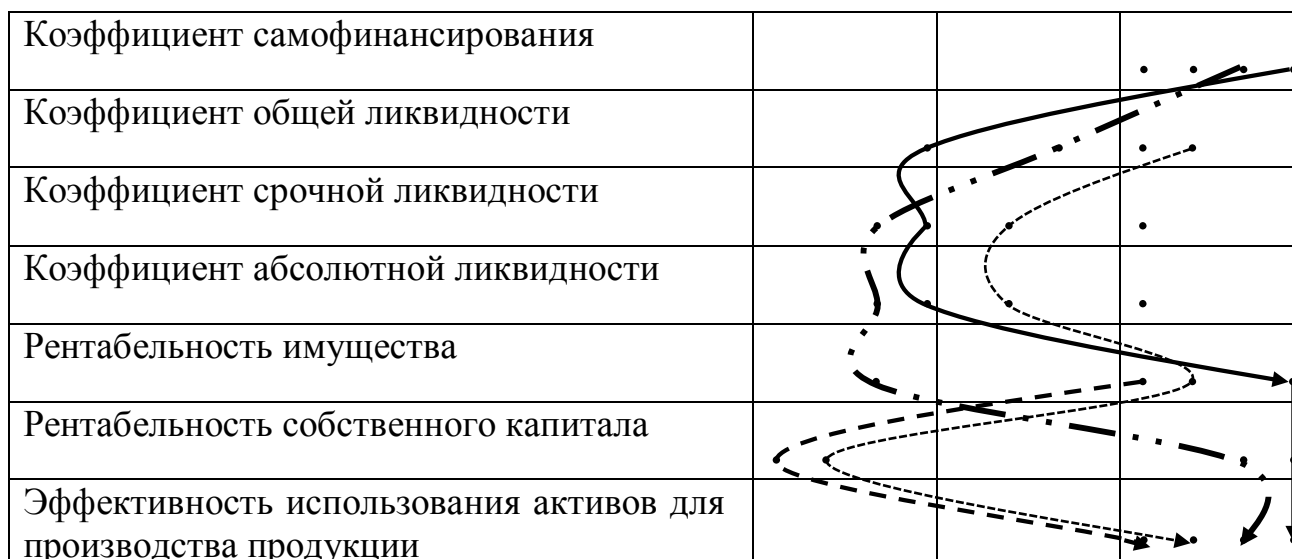 Коэффициент самофинансирования
Коэффициент общей ликвидности
Коэффициент срочной ликвидности
Коэффициент абсолютной ликвидности
Рентабельность имущества
Рентабельность собственного капитала
Эффективность использования активов для
производства продукции